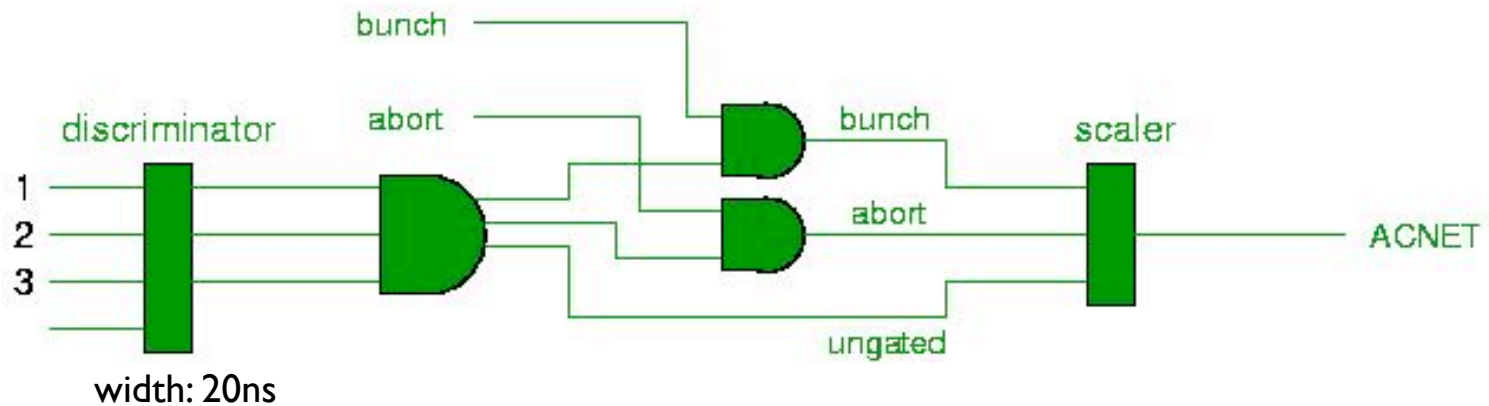 bunch
abort
discriminator
bunch
scaler
1
2
3
abort
ACNET
ungated
width: 20ns